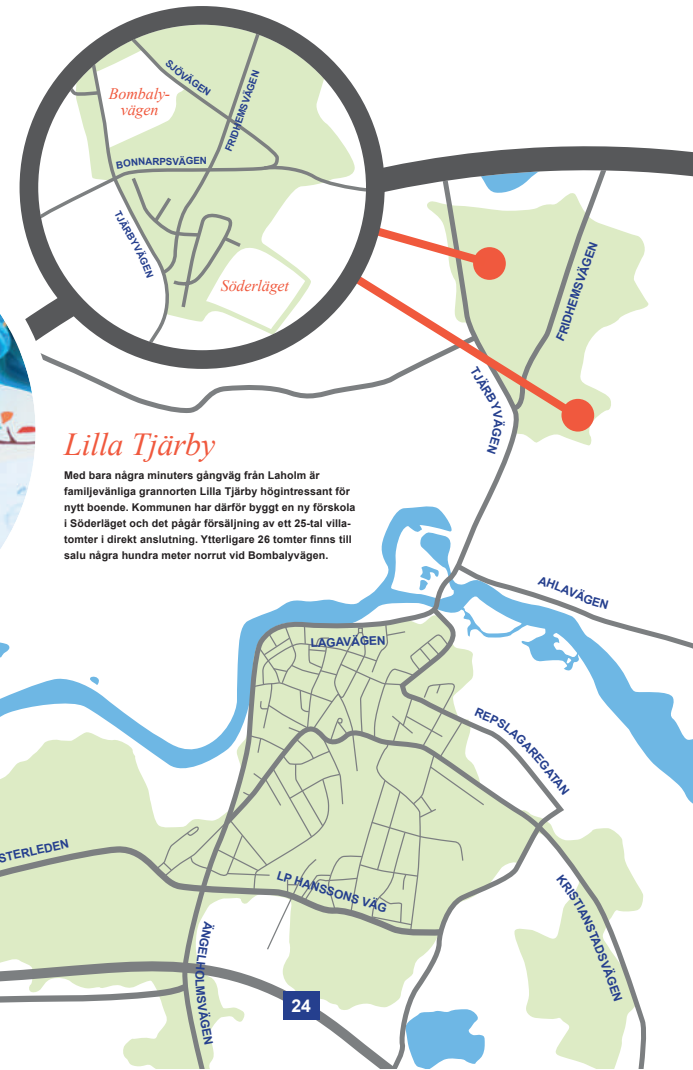 SJÖVÄGEN
FRIDHEMSVÄGEN
Bombaly-
vägen
BONNARPSVÄGEN
TJÄRBYVÄGEN
Söderläget
FRIDHEMSVÄGEN
TJÄRBYVÄGEN
Lilla Tjärby
Med bara några minuters gångväg från Laholm är
familjevänliga grannorten Lilla Tjärby högintressant för
nytt boende. Kommunen har därför byggt en ny förskola
i Söderläget och det pågår försäljning av ett 25-tal villa-
tomter i direkt anslutning. Ytterligare 26 tomter finns till
salu några hundra meter norrut vid Bombalyvägen.
AHLAVÄGEN
LAGAVÄGEN
REPSLAGAREGATAN
STERLEDEN
LP HANSSONS VÄG
KRISTIANSTADSVÄGEN
ÄNGELHOLMSVÄGEN
24